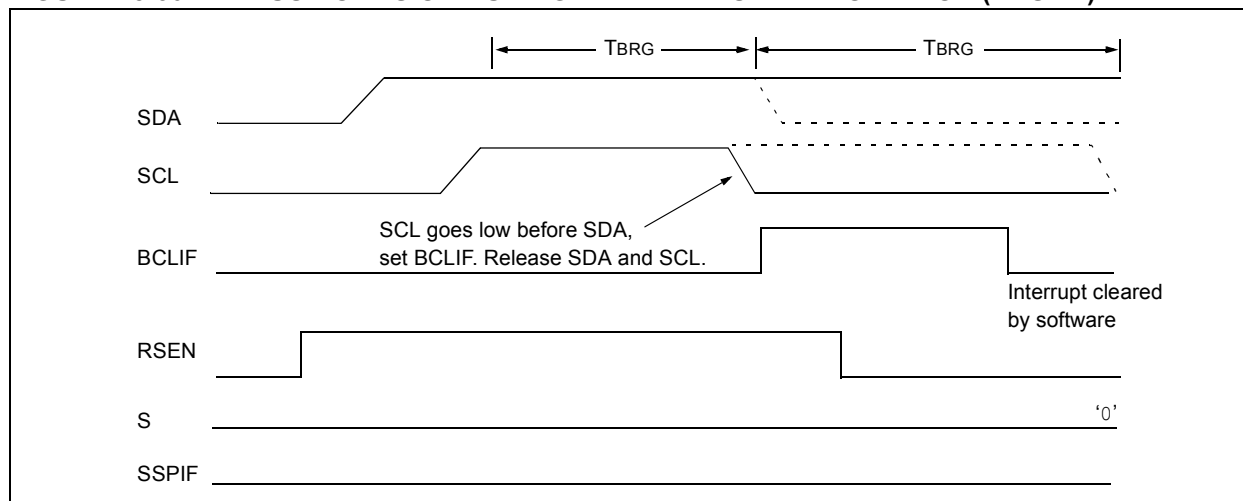 TBRG TBRG
SDA
SCL
SCL goes low before SDA,
set BCLIF. Release SDA and SCL.
BCLIF
Interrupt cleared
by software
RSEN
S
‘0’
SSPIF